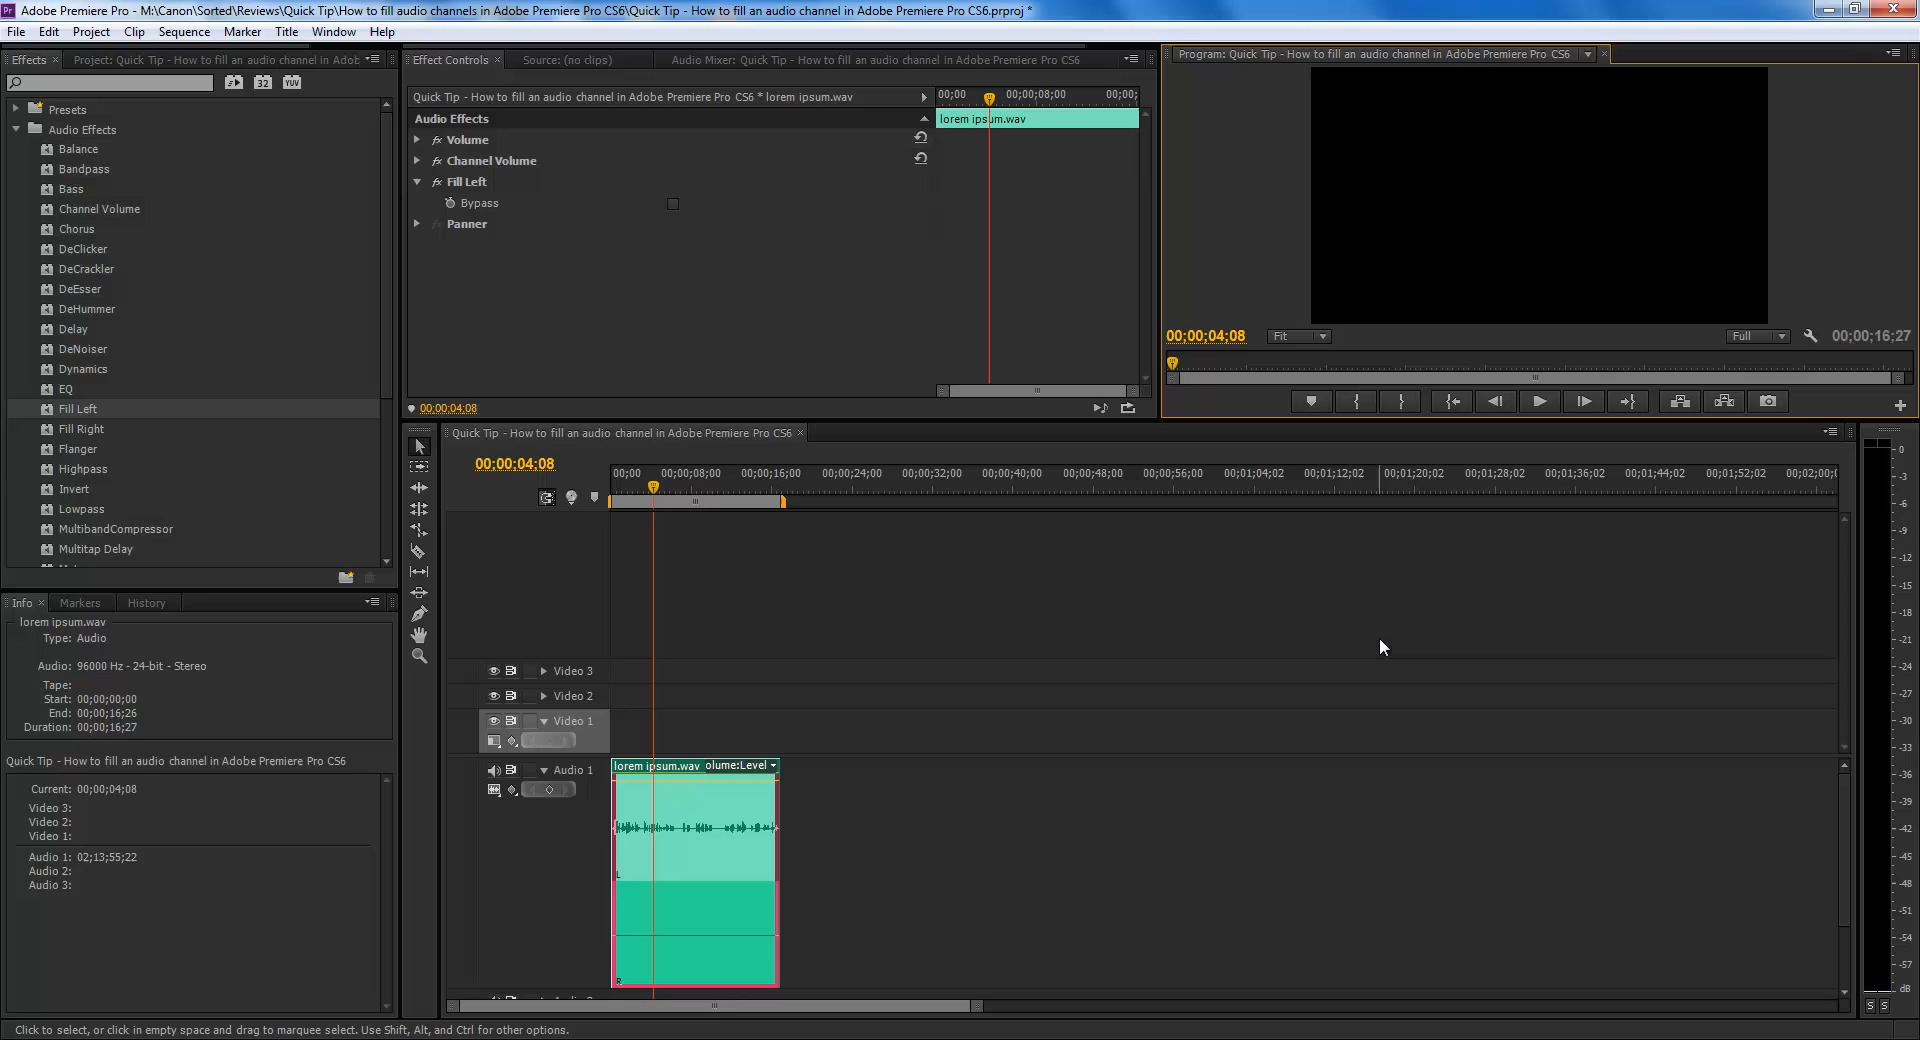 Adobe Premiere Pro - M:\Canon\Sorted\Reviews\Quick Tip\How to fill audio channels in Adobe Premiere Pro CS6\Quick Tip - How to fill an audio channel in Adobe Premiere Pro CS6.prproj *
File Edit Project Clip Sequence Marker Title Window Help
Effects × Project: Quick Tip - How to fill an audio channel in Adob
32 YUV
Presets
Audio Effects
Balance
Bandpass
Bass
Channel Volume
Chorus
DeClicker
DeCrackler
DeEsser
DeHummer
Delay
DeNoiser
Dynamics
EQ
Fill Left
Fill Right
Flanger
Highpass
Invert
Lowpass
MultibandCompressor
Multitap Delay
Effect Controls × Source: (no clips) Audio Mixer: Quick Tip - How to fill an audio channel in Adobe Premiere Pro CS6
Quick Tip - How to fill an audio channel in Adobe Premiere Pro CS6 * lorem ipsum.wav
00;00 00;00;08;00 00;00;
Audio Effects
lorem ipsum.wav
fx Volume
fx Channel Volume
fx Fill Left
Bypass
Panner
00;00;04;08
Program: Quick Tip - How to fill an audio channel in Adobe Premiere Pro CS6
00;00;04;08 Fit Full 00;00;16;27
Info × Markers History
lorem ipsum.wav
Type: Audio
Audio: 96000 Hz - 24-bit - Stereo
Tape:
Start: 00;00;00;00
End: 00;00;16;26
Duration: 00;00;16;27
Quick Tip - How to fill an audio channel in Adobe Premiere Pro CS6
Current: 00;00;04;08
Video 3:
Video 2:
Video 1:
Audio 1: 02;13;55;22
Audio 2:
Audio 3:
Quick Tip - How to fill an audio channel in Adobe Premiere Pro CS6 ×
00;00;04;08
00;00 00;00;08;00 00;00;16;00 00;00;24;00 00;00;32;00 00;00;40;00 00;00;48;00 00;00;56;00 00;01;04;02 00;01;12;02 00;01;20;02 00;01;28;02 00;01;36;02 00;01;44;02 00;01;52;02 00;02;00;0
Video 3
Video 2
Video 1
Audio 1
lorem ipsum.wav olume:Level
L
R
0
-3
-6
-9
-12
-15
-18
-21
-24
-27
-30
-33
-36
-39
-42
-45
-48
-51
-54
-57
dB
S S
Click to select, or click in empty space and drag to marquee select. Use Shift, Alt, and Ctrl for other options.